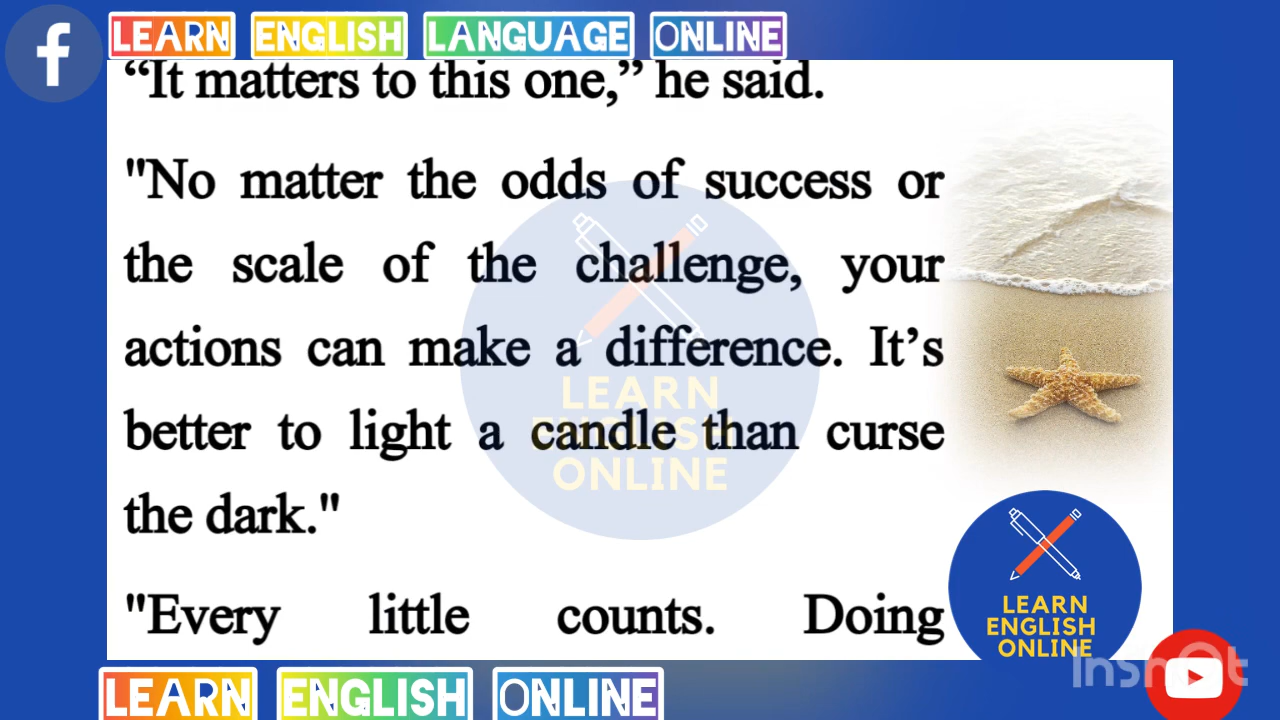 LEARN ENGLISH LANGUAGE ONLINE
“It matters to this one,” he said.
"No matter the odds of success or
the scale of the challenge, your
actions can make a difference. It’s
better to light a candle than curse
the dark."
"Every little counts. Doing
LEARN
ENGLISH
ONLINE
LEARN
ENGLISH
ONLINE
InShOt
LEARN ENGLISH ONLINE